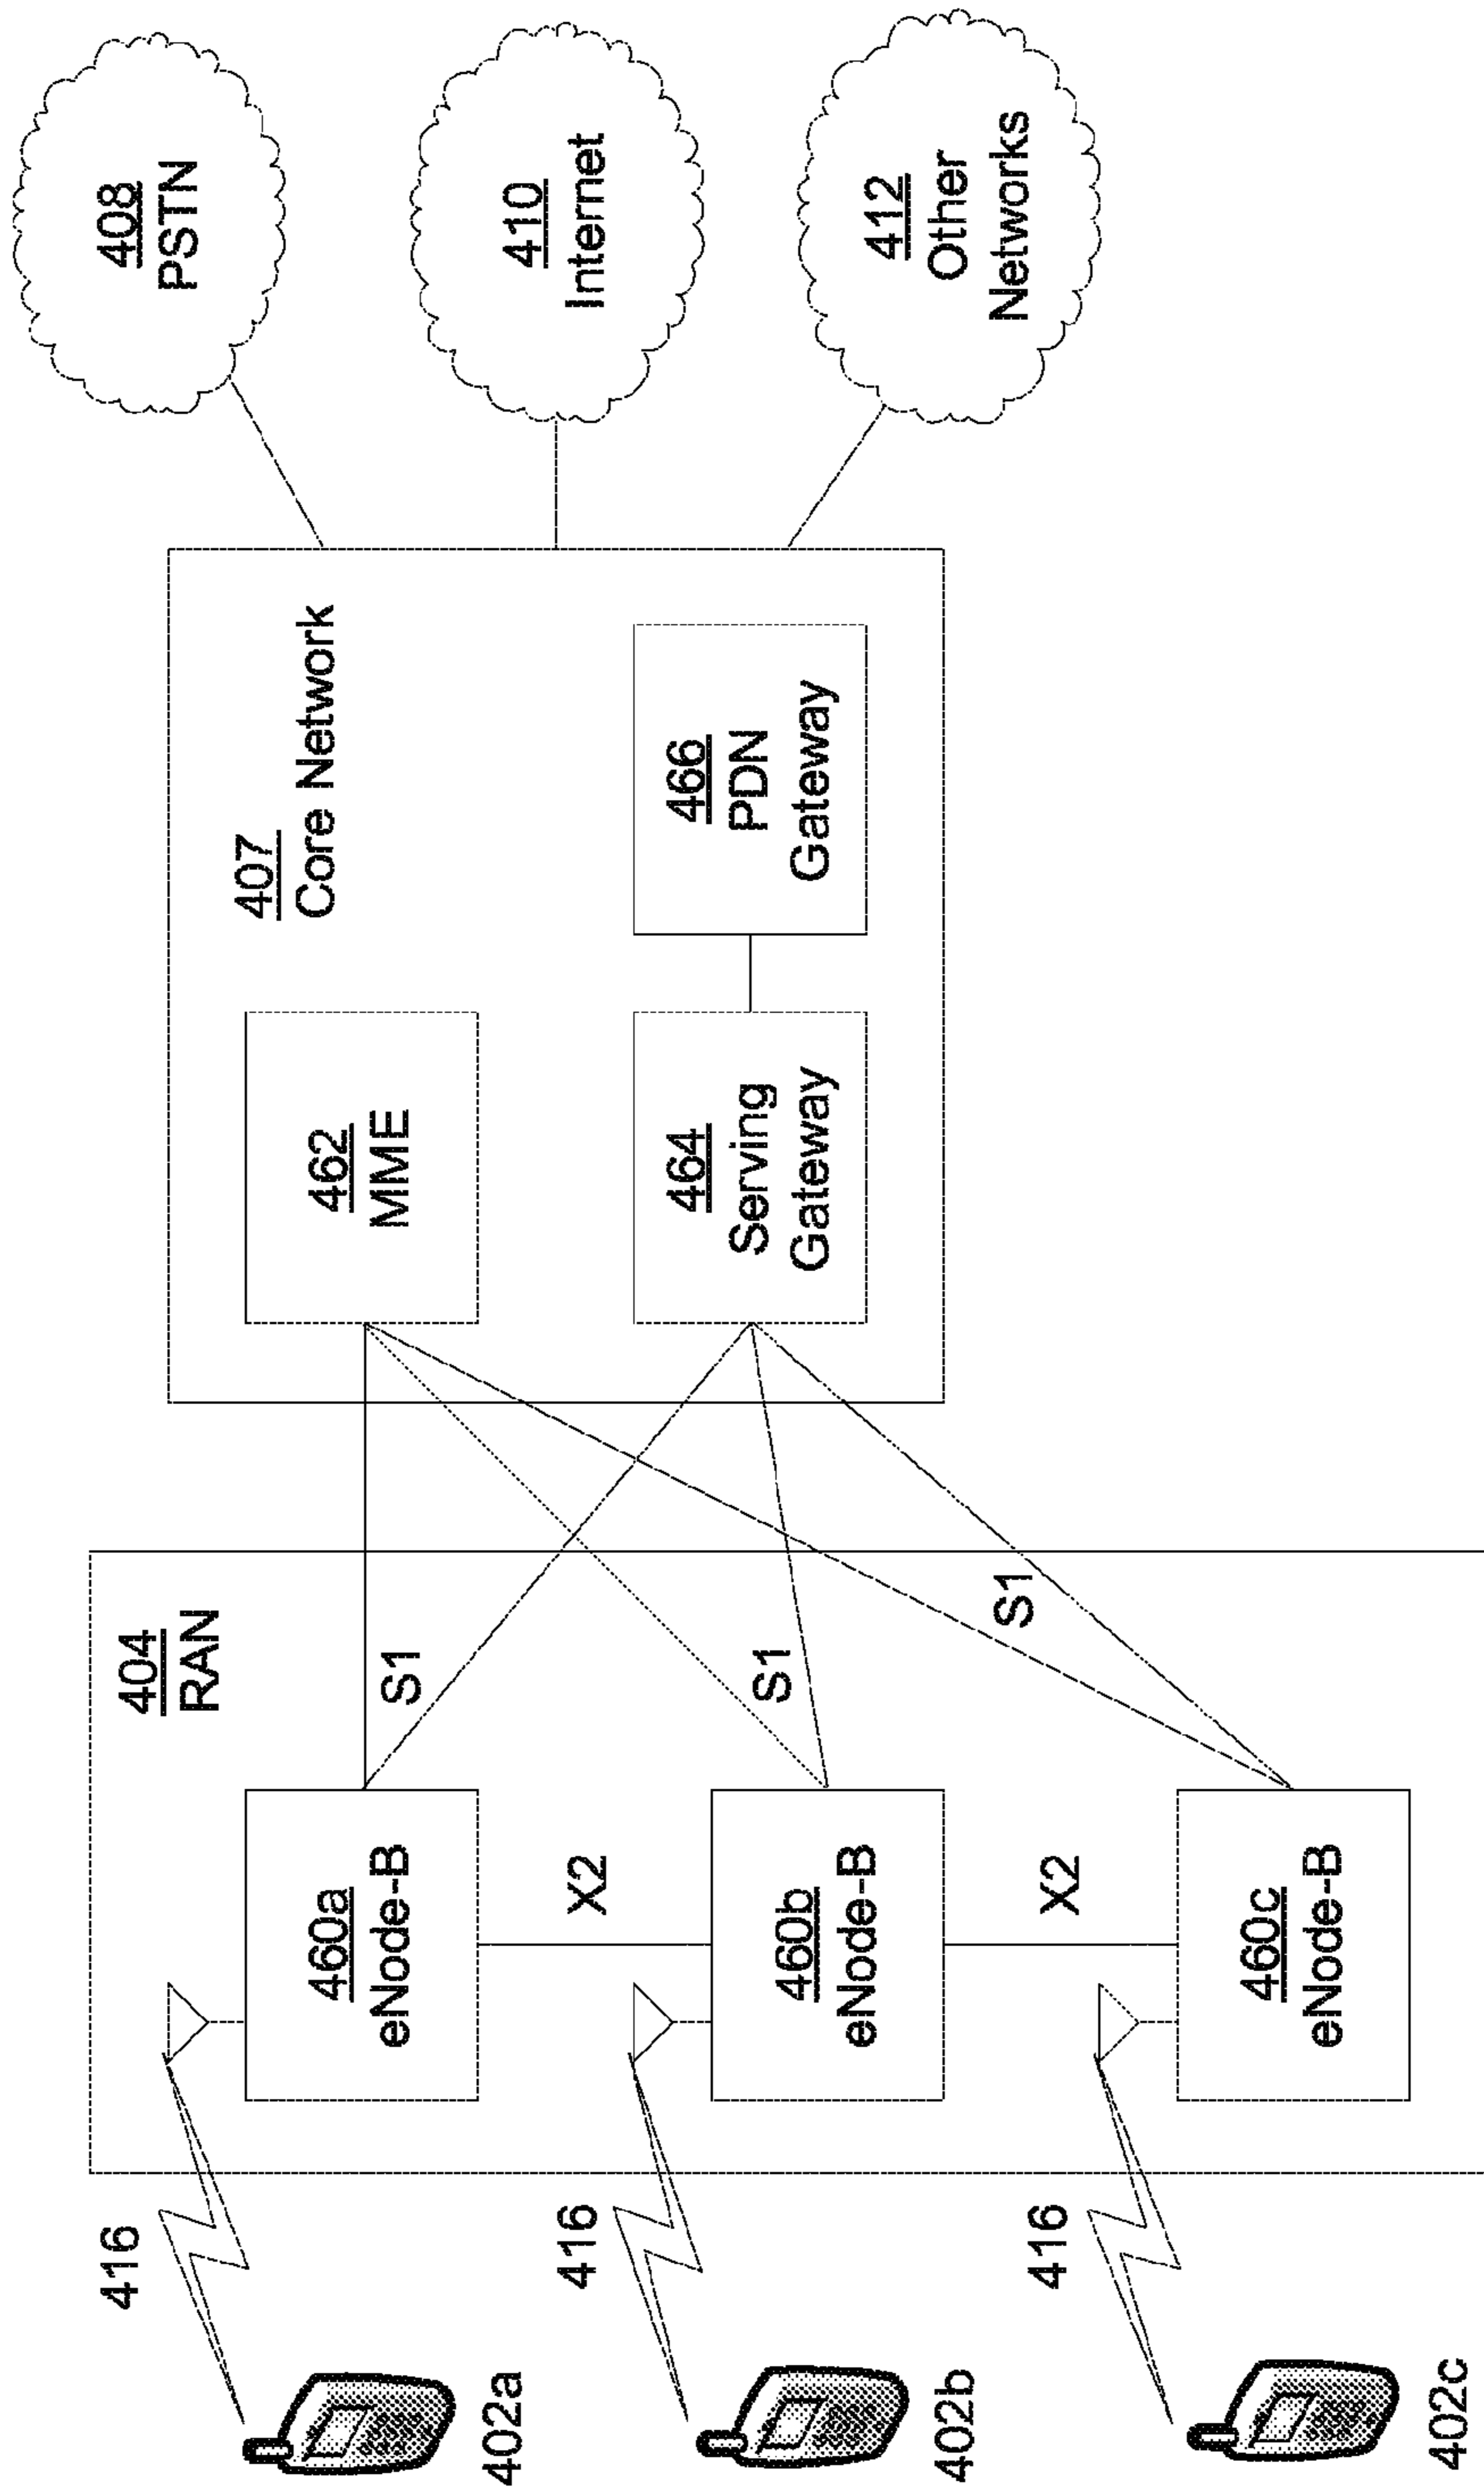 402a
416
402b
416
402c
416
404
RAN
460a
eNode-B
X2
460b
eNode-B
X2
460c
eNode-B
S1
S1
S1
407
Core Network
462
MME
464
Serving
Gateway
466
PDN
Gateway
408
PSTN
410
Internet
412
Other
Networks